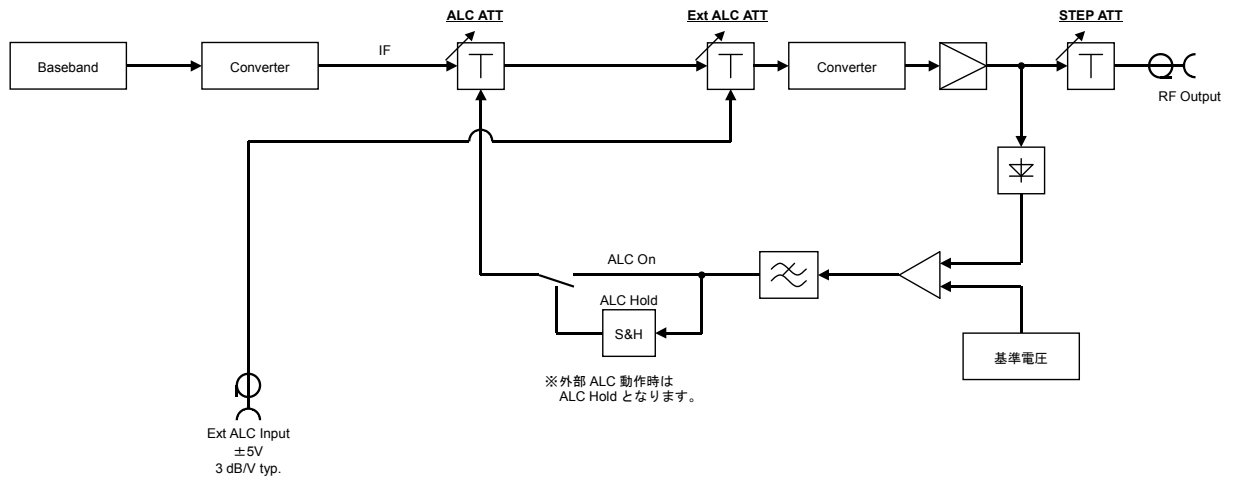 ALC ATT
Ext ALC ATT
STEP ATT
Baseband
Converter
IF
Converter
RF Output
ALC On
ALC Hold
S&H
基準電圧
※外部 ALC 動作時は
ALC Hold となります。
Ext ALC Input
±5V
3 dB/V typ.